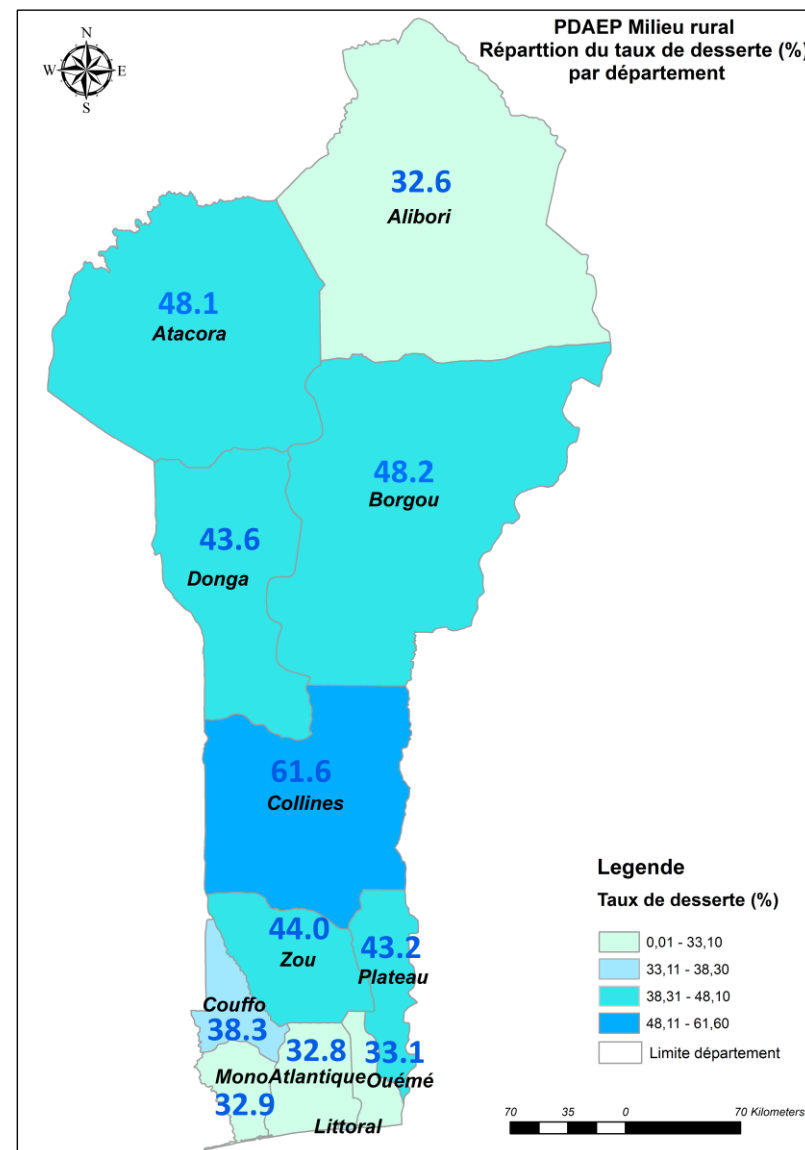 PDAEP Milieu rural
Réparttion du taux de desserte (%)
par département
N
W E
S
32.6
Alibori
48.1
Atacora
48.2
Borgou
43.6
Donga
61.6
Collines
44.0
Zou
43.2
Plateau
Couffo
38.3
32.8
33.1
Mono
Atlantique
Ouémé
32.9
Littoral
Legende
Taux de desserte (%)
0,01 - 33,10
33,11 - 38,30
38,31 - 48,10
48,11 - 61,60
Limite département
70 35 0 70 Kilometers